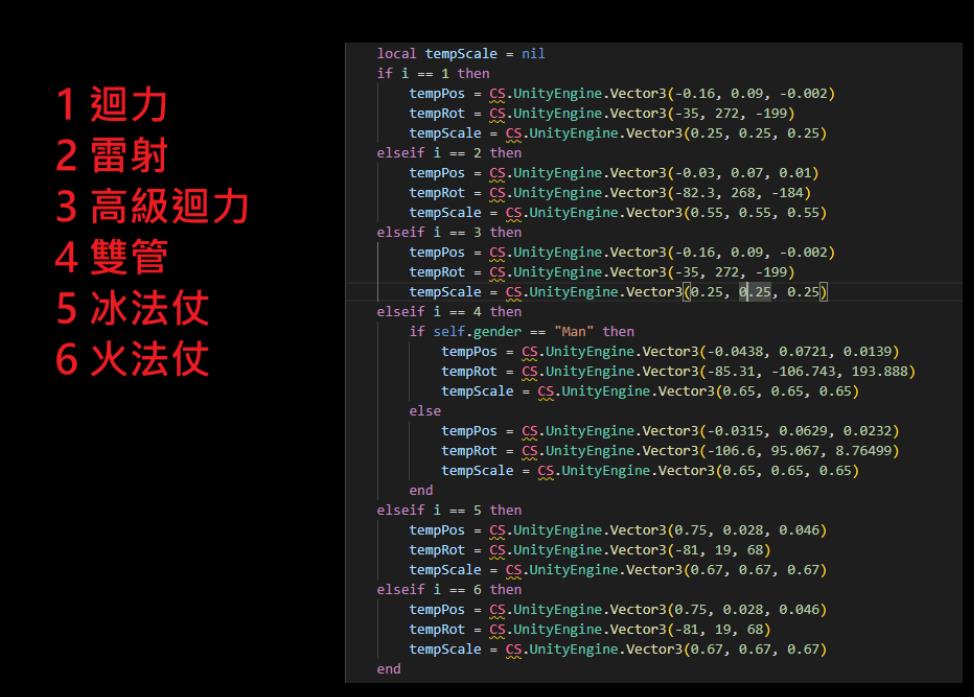 1 迴力
2 雷射
3 高級迴力
4 雙管
5 冰法仗
6 火法仗
local tempScale = nil
if i == 1 then
tempPos = CS.UnityEngine.Vector3(-0.16, 0.09, -0.002)
tempRot = CS.UnityEngine.Vector3(-35, 272, -199)
tempScale = CS.UnityEngine.Vector3(0.25, 0.25, 0.25)
elseif i == 2 then
tempPos = CS.UnityEngine.Vector3(-0.03, 0.07, 0.01)
tempRot = CS.UnityEngine.Vector3(-82.3, 268, -184)
tempScale = CS.UnityEngine.Vector3(0.55, 0.55, 0.55)
elseif i == 3 then
tempPos = CS.UnityEngine.Vector3(-0.16, 0.09, -0.002)
tempRot = CS.UnityEngine.Vector3(-35, 272, -199)
tempScale = CS.UnityEngine.Vector3(0.25, 0.25, 0.25)
elseif i == 4 then
if self.gender == "Man" then
tempPos = CS.UnityEngine.Vector3(-0.0438, 0.0721, 0.0139)
tempRot = CS.UnityEngine.Vector3(-85.31, -106.743, 193.888)
tempScale = CS.UnityEngine.Vector3(0.65, 0.65, 0.65)
else
tempPos = CS.UnityEngine.Vector3(-0.0315, 0.0629, 0.0232)
tempRot = CS.UnityEngine.Vector3(-106.6, 95.067, 8.76499)
tempScale = CS.UnityEngine.Vector3(0.65, 0.65, 0.65)
end
elseif i == 5 then
tempPos = CS.UnityEngine.Vector3(0.75, 0.028, 0.046)
tempRot = CS.UnityEngine.Vector3(-81, 19, 68)
tempScale = CS.UnityEngine.Vector3(0.67, 0.67, 0.67)
elseif i == 6 then
tempPos = CS.UnityEngine.Vector3(0.75, 0.028, 0.046)
tempRot = CS.UnityEngine.Vector3(-81, 19, 68)
tempScale = CS.UnityEngine.Vector3(0.67, 0.67, 0.67)
end